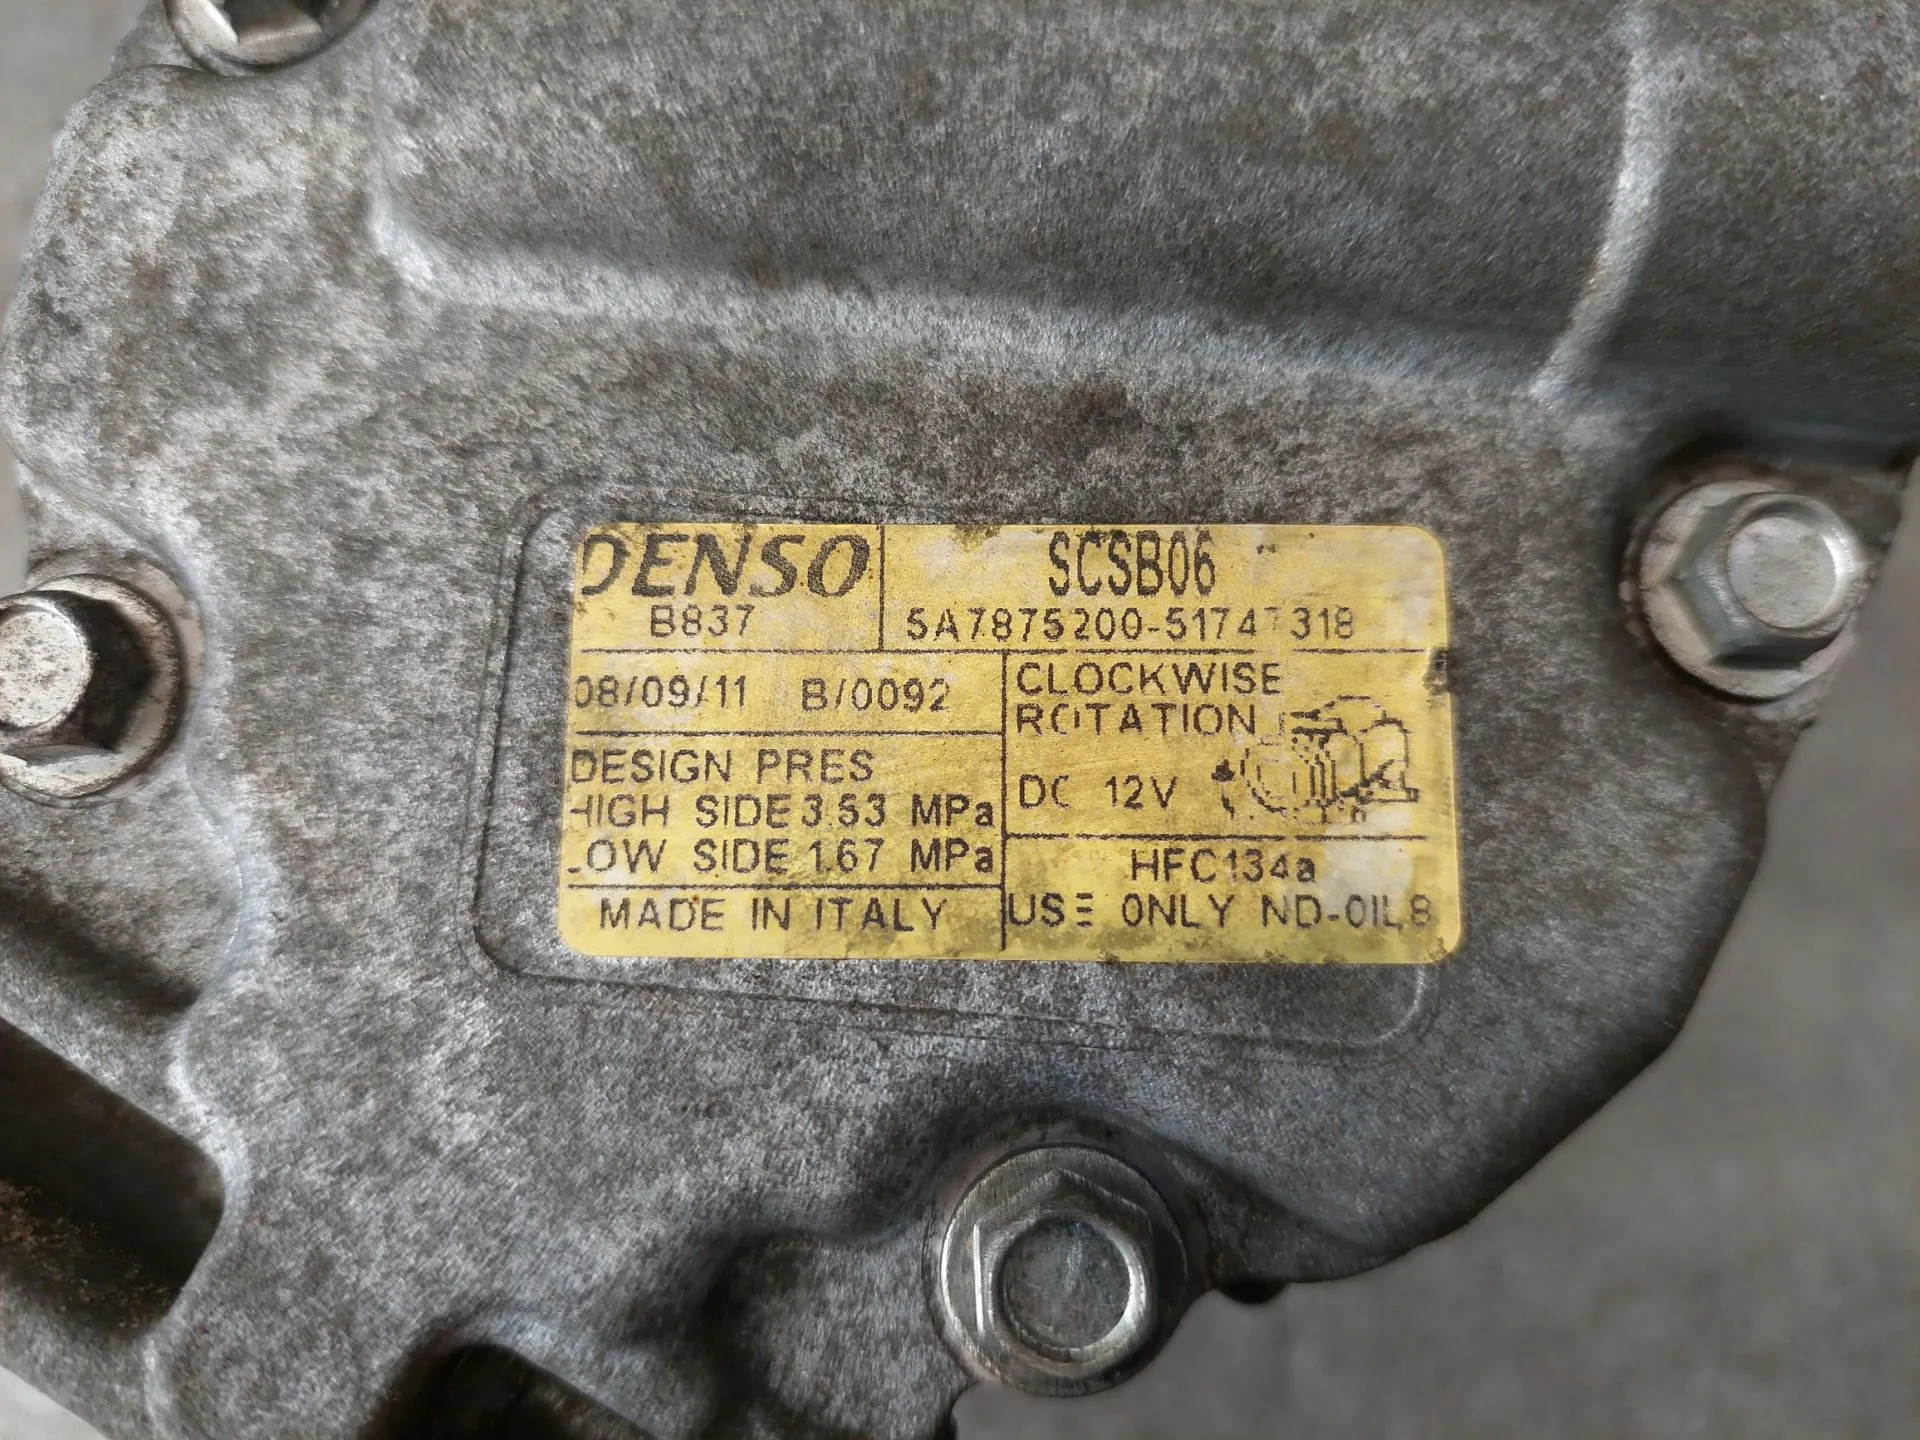 DENSO
SCSB06
B837
5A7875200-51747318
08/09/11 B/0092
CLOCKWISE
ROTATION
DESIGN PRES
DC 12V
HIGH SIDE 3.53 MPa
LOW SIDE 1.67 MPa
HFC134a
MADE IN ITALY
USE ONLY ND-OIL8